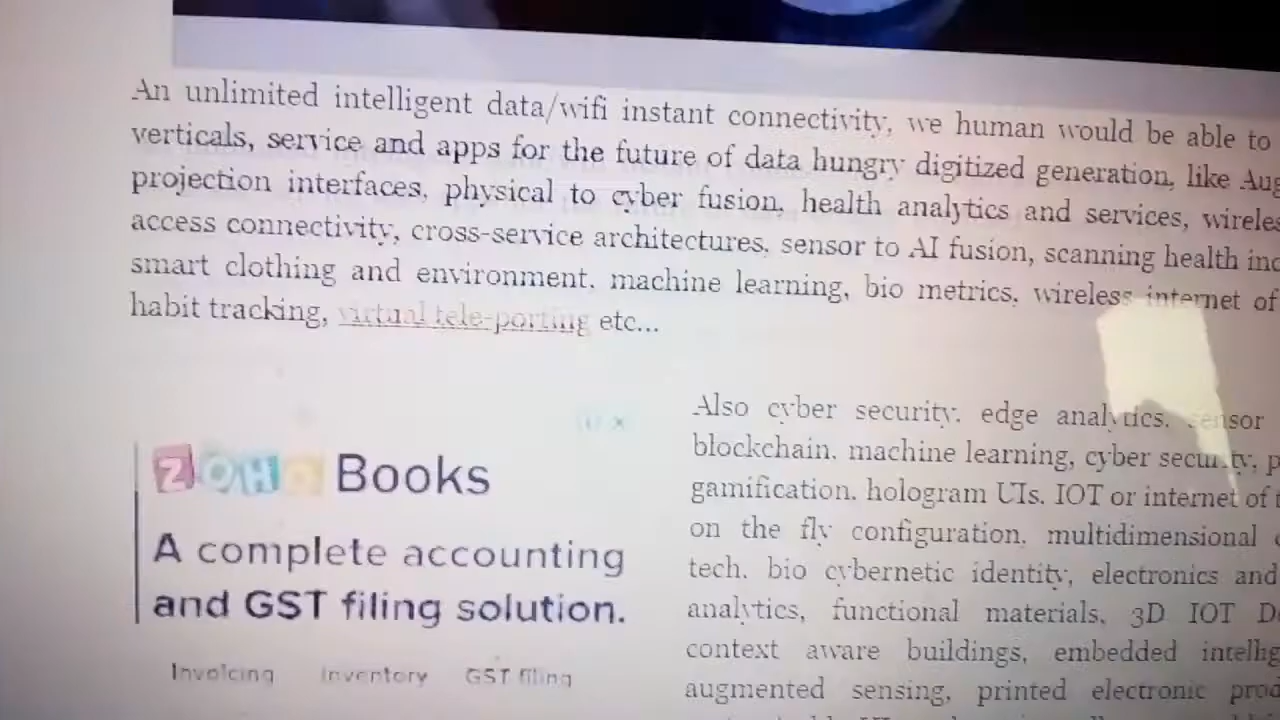 An unlimited intelligent data/wifi instant connectivity, we human would be able to
verticals, service and apps for the future of data hungry digitized generation, like Aug
projection interfaces, physical to cyber fusion, health analytics and services, wireles
access connectivity, cross-service architectures. sensor to AI fusion, scanning health inc
smart clothing and environment. machine learning, bio metrics, wireless internet of
habit tracking, virtual tele-porting etc...
Also cyber security. edge analytics. sensor
blockchain. machine learning, cyber security, p
gamification. hologram UIs. IOT or internet of t
on the fly configuration, multidimensional
tech. bio cybernetic identity, electronics and
analytics, functional materials, 3D IOT D
context aware buildings, embedded intellig
augmented sensing, printed electronic prod
ZOHO Books
A complete accounting
and GST filing solution.
Invoicing Inventory GST filing